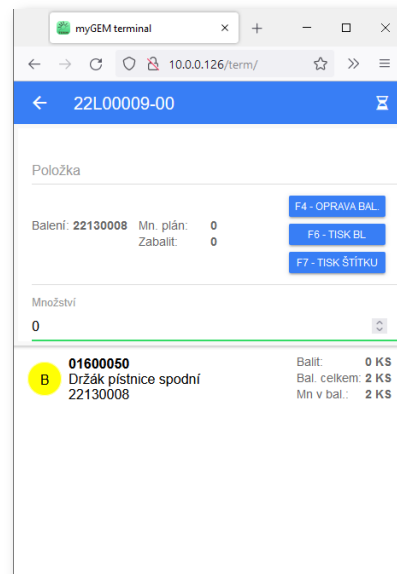 myGEM terminal
10.0.0.126/term/
22L00009-00
Položka
F4 - OPRAVA BAL.
Balení: 22130008 Mn. plán: 0
Zabalit: 0
F6 - TISK BL
F7 - TISK ŠTÍTKU
Množství
0
B
01600050
Držák pístnice spodní
22130008
Balit: 0 KS
Bal. celkem: 2 KS
Mn v bal.: 2 KS